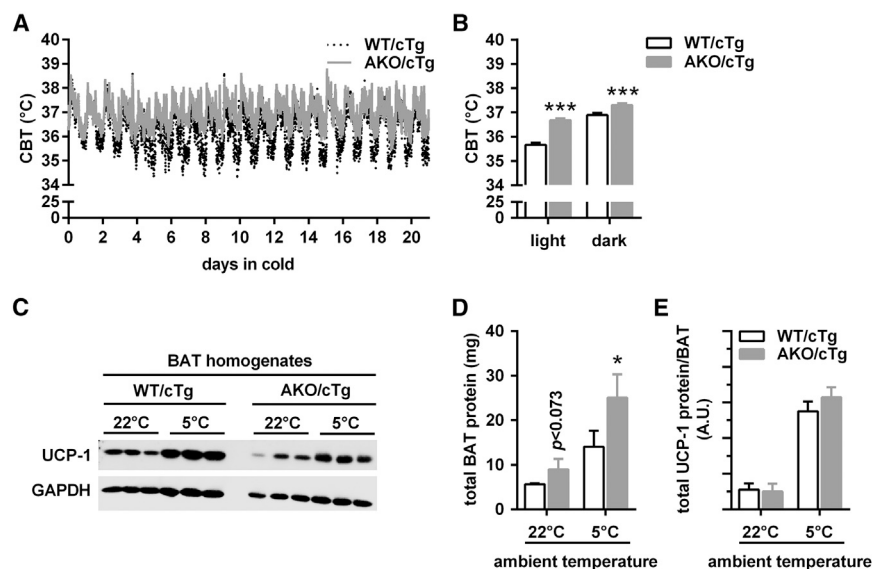 A
CBT (°C)
40
39
38
37
36
35
34
25
0
0 2 4 6 8 10 12 14 16 18 20
days in cold
WT/cTg
AKO/cTg
B
CBT (°C)
40
39
38
37
36
35
34
25
0
*** ***
light dark
WT/cTg
AKO/cTg
C
BAT homogenates
WT/cTg AKO/cTg
22°C 5°C 22°C 5°C
UCP-1
GAPDH
D
total BAT protein (mg)
40
30
20
10
0
p<0.073
*
22°C 5°C
ambient temperature
E
total UCP-1 protein/BAT
(A.U.)
WT/cTg
AKO/cTg
22°C 5°C
ambient temperature